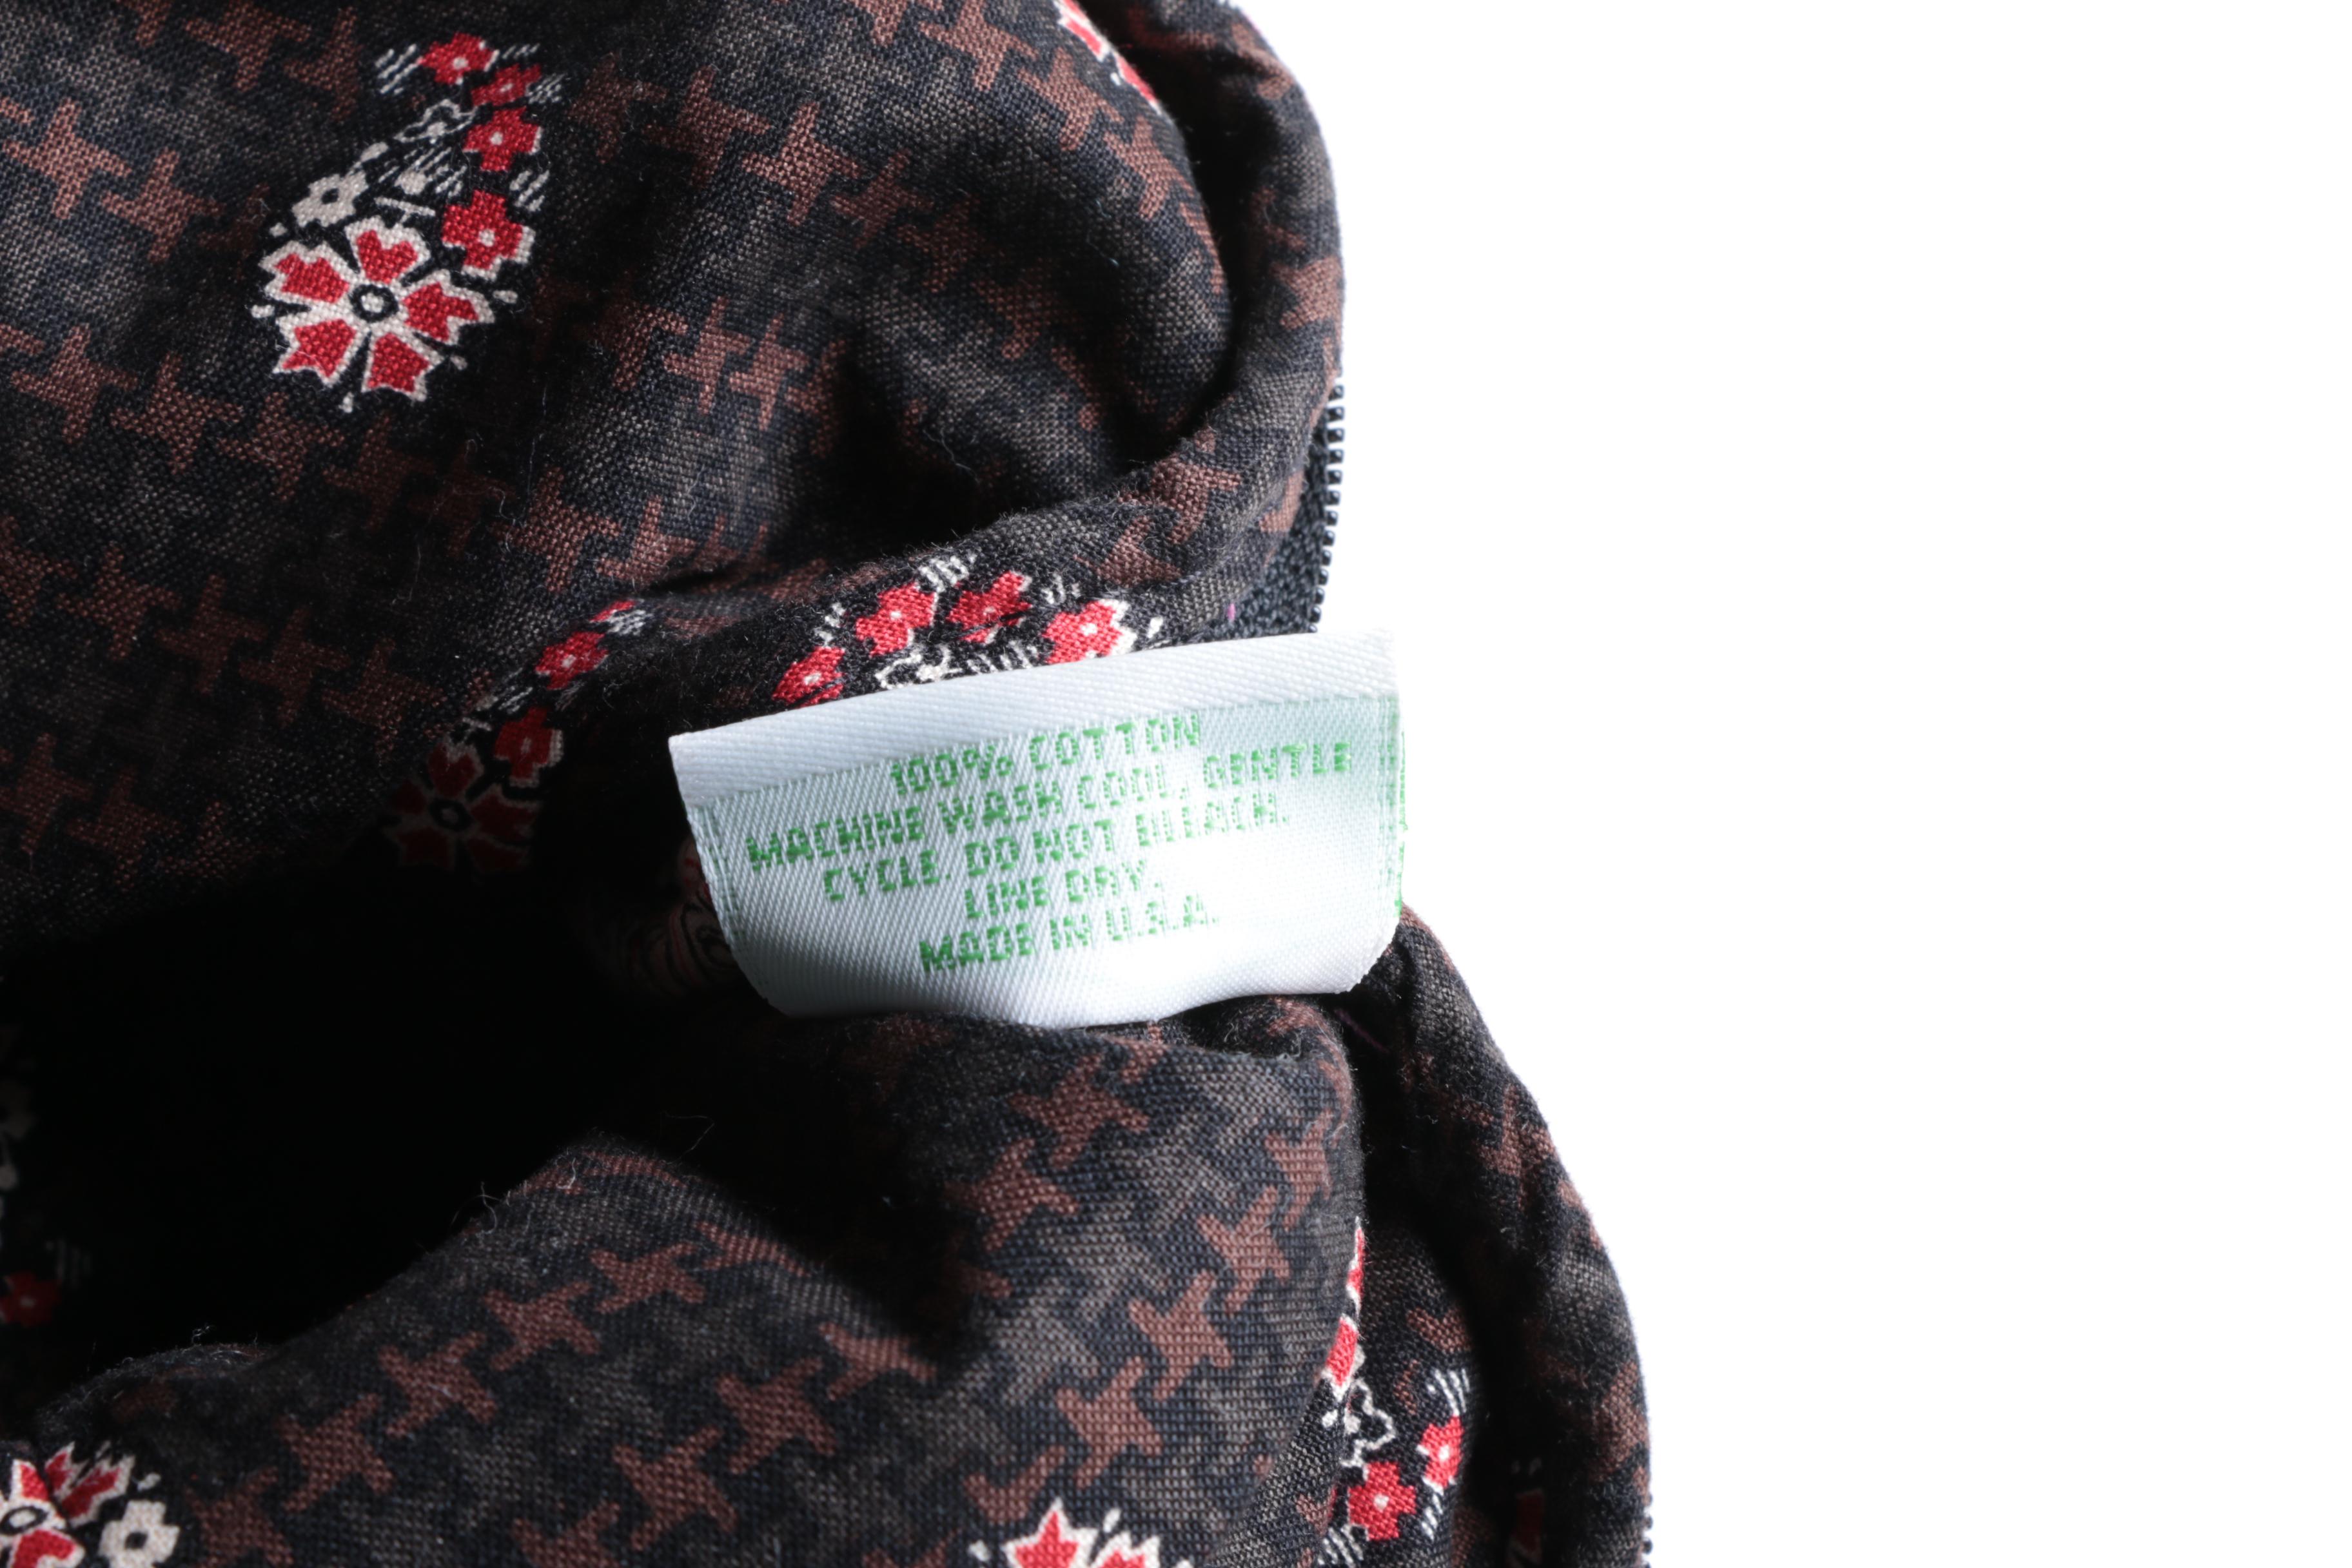 100% COTTON
MACHINE WASH COOL, GENTLE
CYCLE. DO NOT BLEACH.
LINE DRY.
MADE IN U.S.A.